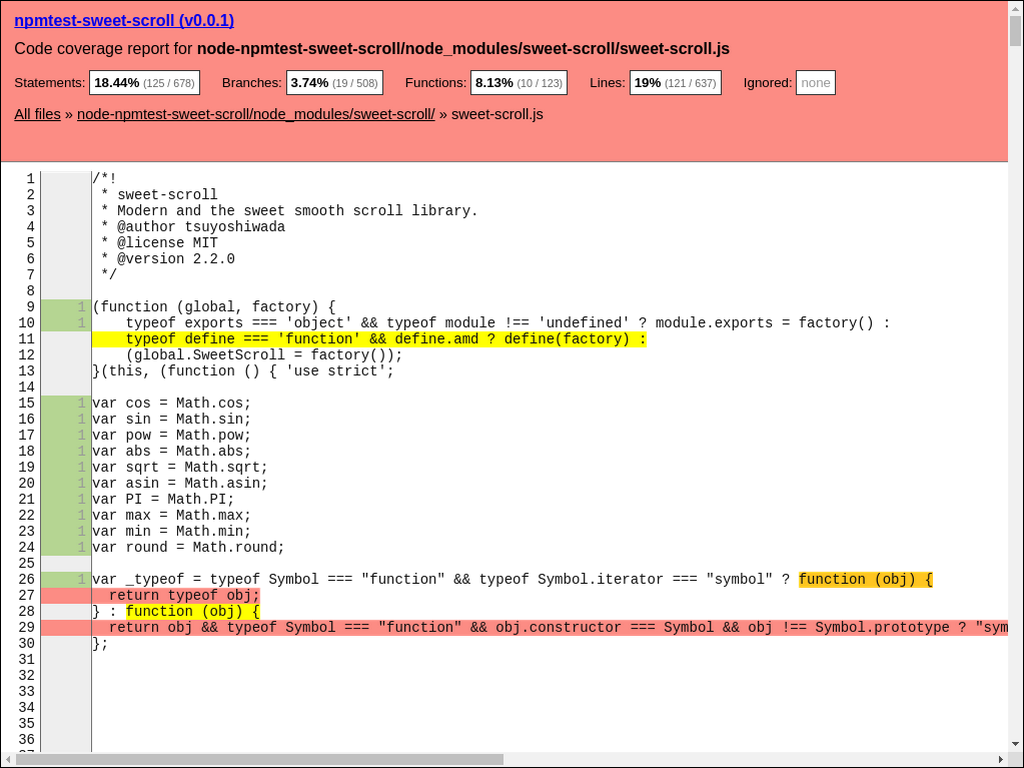 npmtest-sweet-scroll (v0.0.1)
Code coverage report for node-npmtest-sweet-scroll/node_modules/sweet-scroll/sweet-scroll.js
Statements: 18.44% (125 / 678) Branches: 3.74% (19 / 508) Functions: 8.13% (10 / 123) Lines: 19% (121 / 637) Ignored: none
All files » node-npmtest-sweet-scroll/node_modules/sweet-scroll/ » sweet-scroll.js
1 /*!
2  * sweet-scroll
3  * Modern and the sweet smooth scroll library.
4  * @author tsuyoshiwada
5  * @license MIT
6  * @version 2.2.0
7  */
8
9 1 (function (global, factory) {
10 1     typeof exports === 'object' && typeof module !== 'undefined' ? module.exports = factory() :
11     typeof define === 'function' && define.amd ? define(factory) :
12     (global.SweetScroll = factory());
13 }(this, (function () { 'use strict';
14
15 1 var cos = Math.cos;
16 1 var sin = Math.sin;
17 1 var pow = Math.pow;
18 1 var abs = Math.abs;
19 1 var sqrt = Math.sqrt;
20 1 var asin = Math.asin;
21 1 var PI = Math.PI;
22 1 var max = Math.max;
23 1 var min = Math.min;
24 1 var round = Math.round;
25
26 1 var _typeof = typeof Symbol === "function" && typeof Symbol.iterator === "symbol" ? function (obj) {
27   return typeof obj;
28 } : function (obj) {
29   return obj && typeof Symbol === "function" && obj.constructor === Symbol && obj !== Symbol.prototype ? "sym
30 };
31
32
33
34
35
36